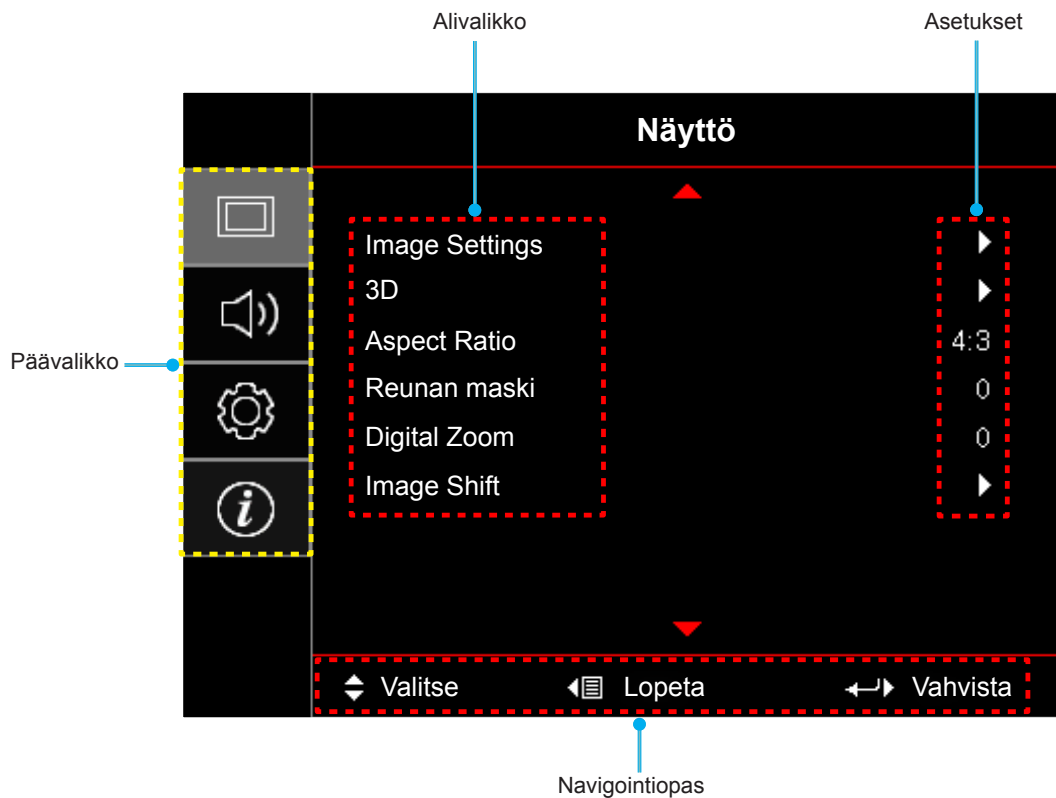 Alivalikko
Asetukset
Näyttö
Image Settings
3D
Aspect Ratio 4:3
Päävalikko
Reunan maski 0
Digital Zoom 0
Image Shift
Valitse Lopeta Vahvista
Navigointiopas